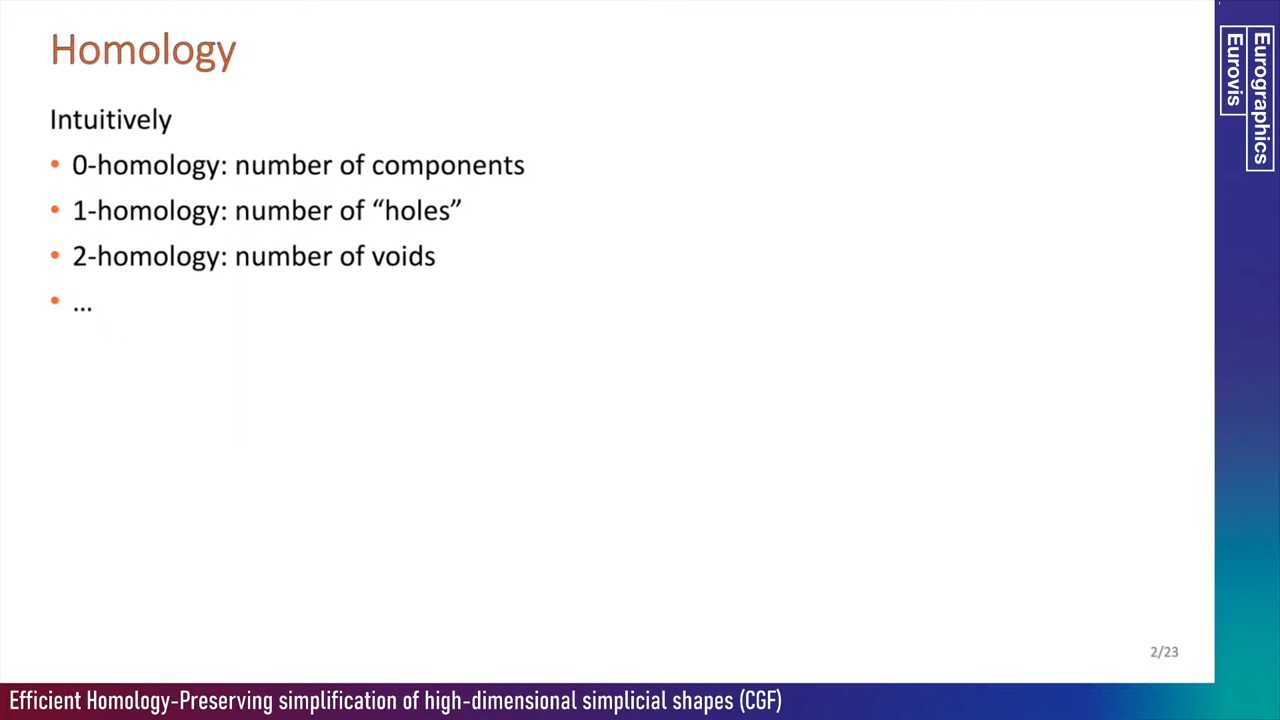 Homology
Intuitively
• 0-homology: number of components
• 1-homology: number of “holes”
• 2-homology: number of voids
• ...
2/23
Eurographics
Eurovis
Efficient Homology-Preserving simplification of high-dimensional simplicial shapes (CGF)